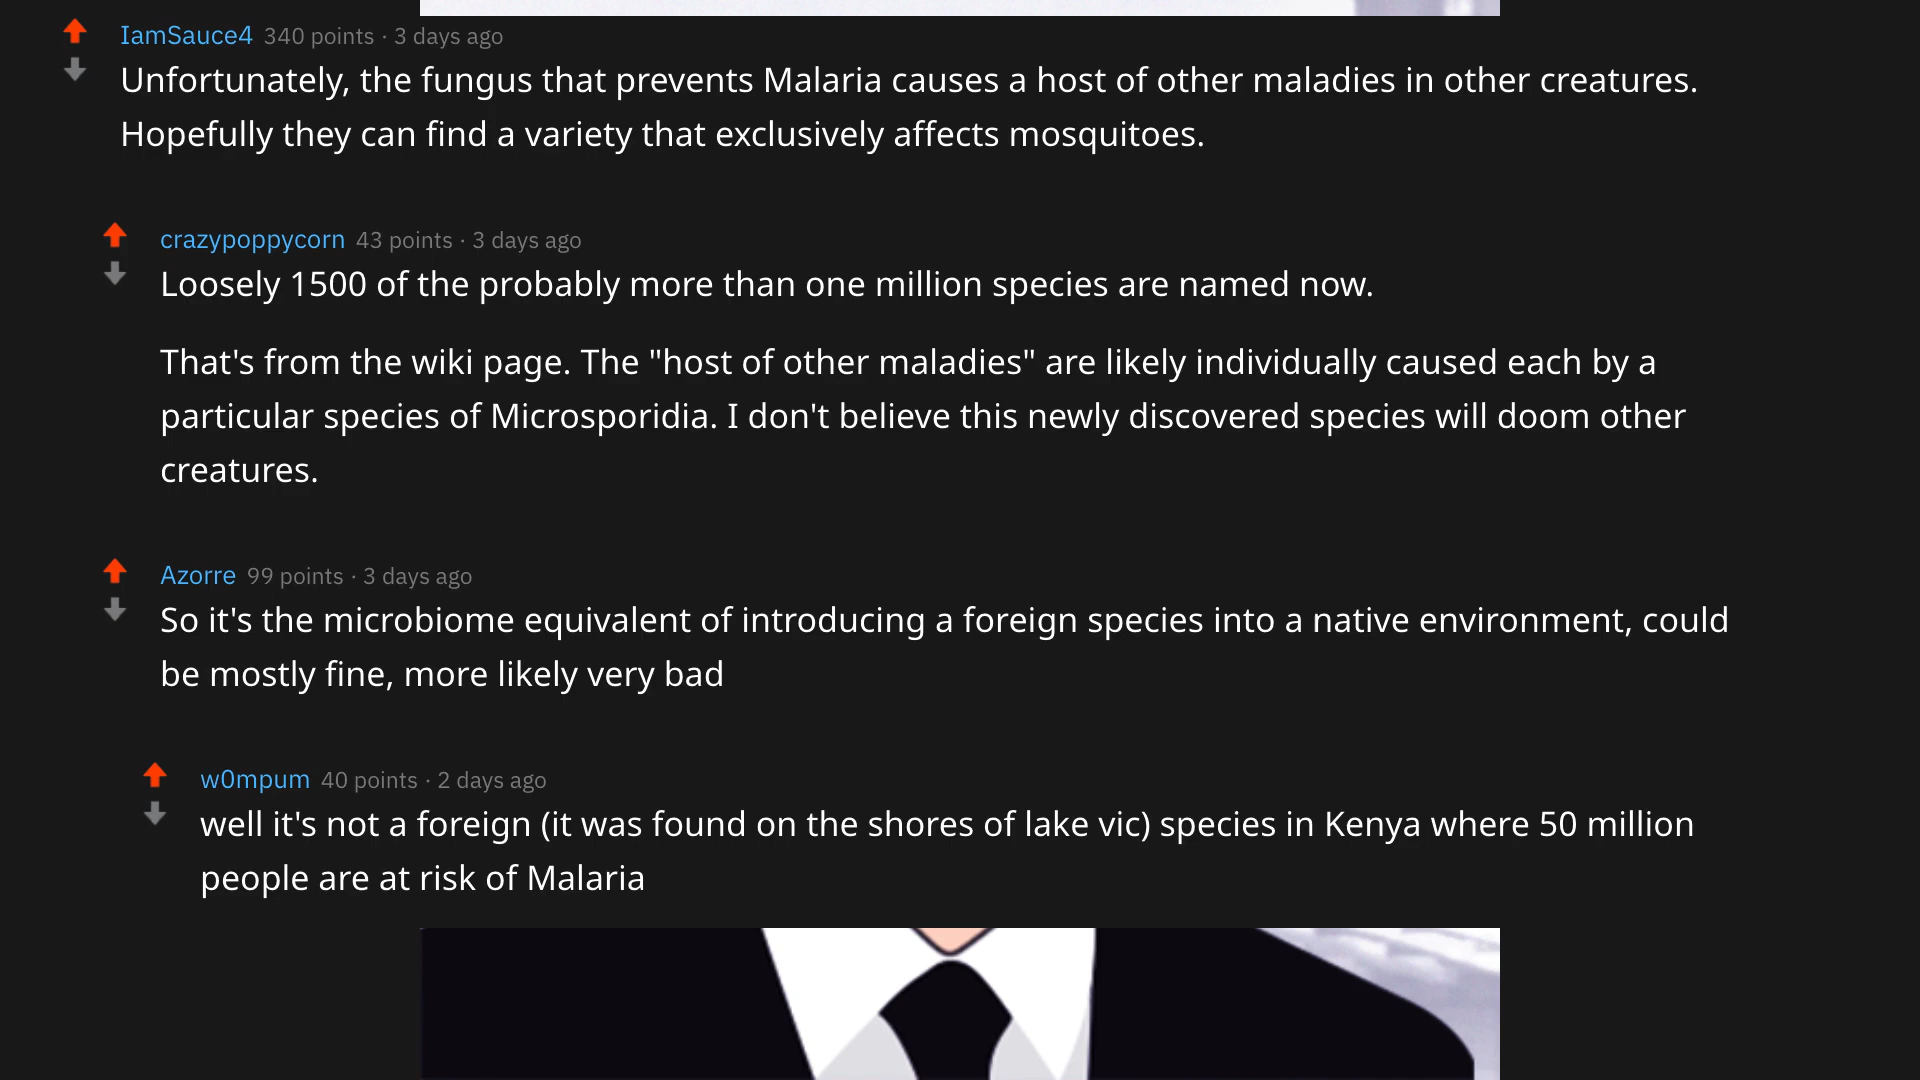 IamSauce4 340 points · 3 days ago
Unfortunately, the fungus that prevents Malaria causes a host of other maladies in other creatures.
Hopefully they can find a variety that exclusively affects mosquitoes.
crazypoppycorn 43 points · 3 days ago
Loosely 1500 of the probably more than one million species are named now.
That's from the wiki page. The "host of other maladies" are likely individually caused each by a
particular species of Microsporidia. I don't believe this newly discovered species will doom other
creatures.
Azorre 99 points · 3 days ago
So it's the microbiome equivalent of introducing a foreign species into a native environment, could
be mostly fine, more likely very bad
w0mpum 40 points · 2 days ago
well it's not a foreign (it was found on the shores of lake vic) species in Kenya where 50 million
people are at risk of Malaria